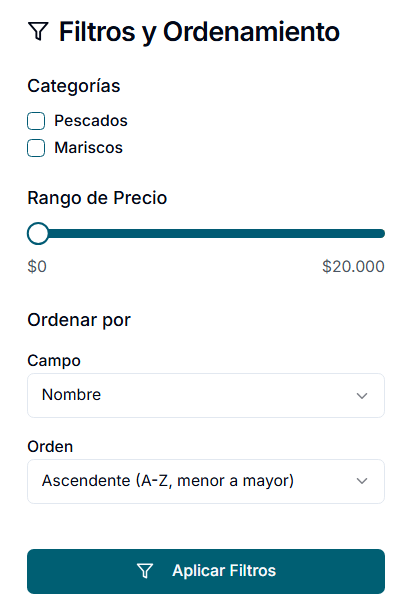 Filtros y Ordenamiento
Categorías
Pescados
Mariscos
Rango de Precio
$0 $20.000
Ordenar por
Campo
Nombre
Orden
Ascendente (A-Z, menor a mayor)
Aplicar Filtros